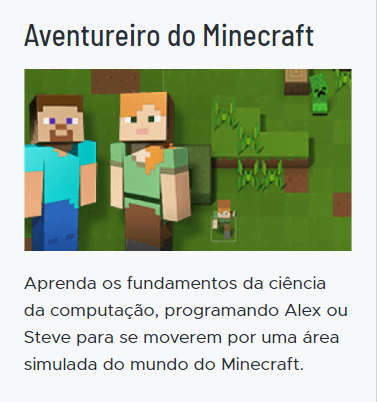 Aventureiro do Minecraft
Aprenda os fundamentos da ciência
da computação, programando Alex ou
Steve para se moverem por uma área
simulada do mundo do Minecraft.